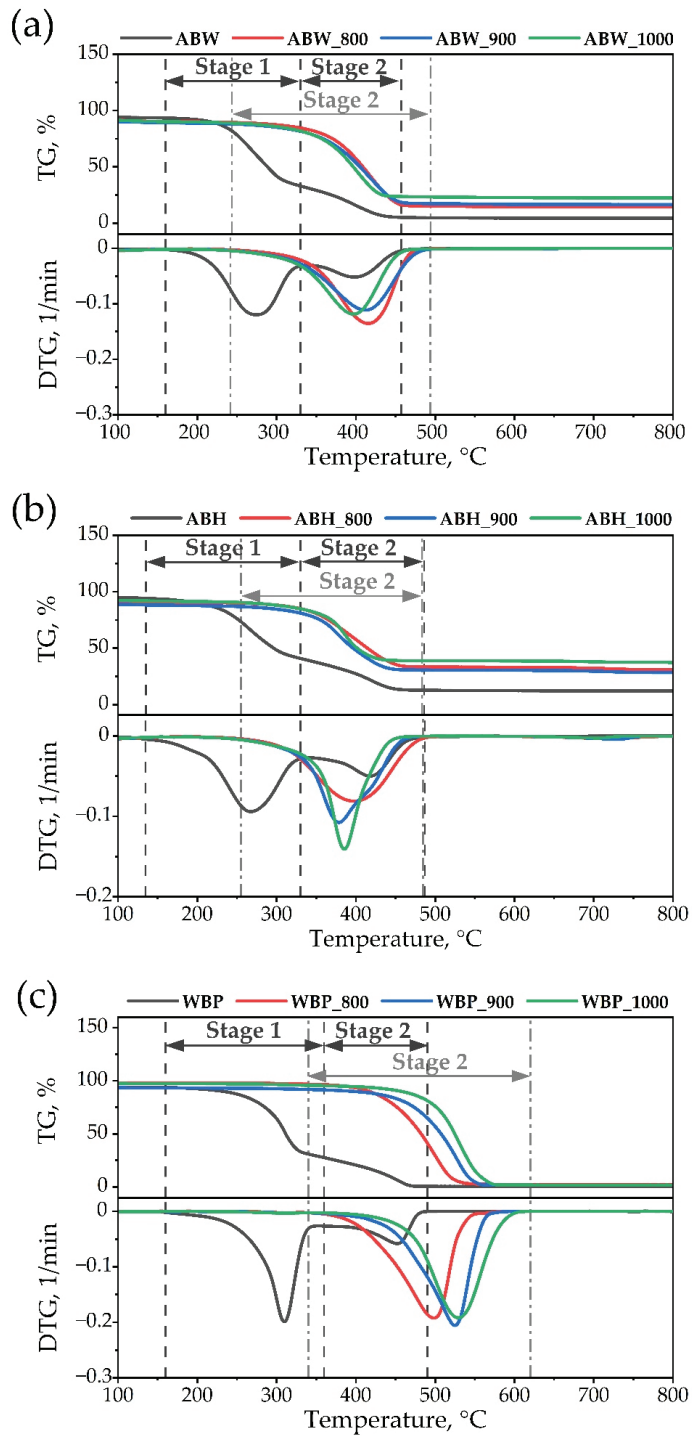 (a)
ABW ABW_800 ABW_900 ABW_1000
150
Stage 1 Stage 2
Stage 2
100
TG, %
50
0
0
DTG, 1/min
−0.1
−0.2
−0.3
100 200 300 400 500 600 700 800
Temperature, °C
(b)
ABH ABH_800 ABH_900 ABH_1000
150
Stage 1 Stage 2
Stage 2
100
TG, %
50
0
0
DTG, 1/min
−0.1
−0.2
100 200 300 400 500 600 700 800
Temperature, °C
(c)
WBP WBP_800 WBP_900 WBP_1000
150
Stage 1 Stage 2
Stage 2
100
TG, %
50
0
0
DTG, 1/min
−0.1
−0.2
−0.3
100 200 300 400 500 600 700 800
Temperature, °C